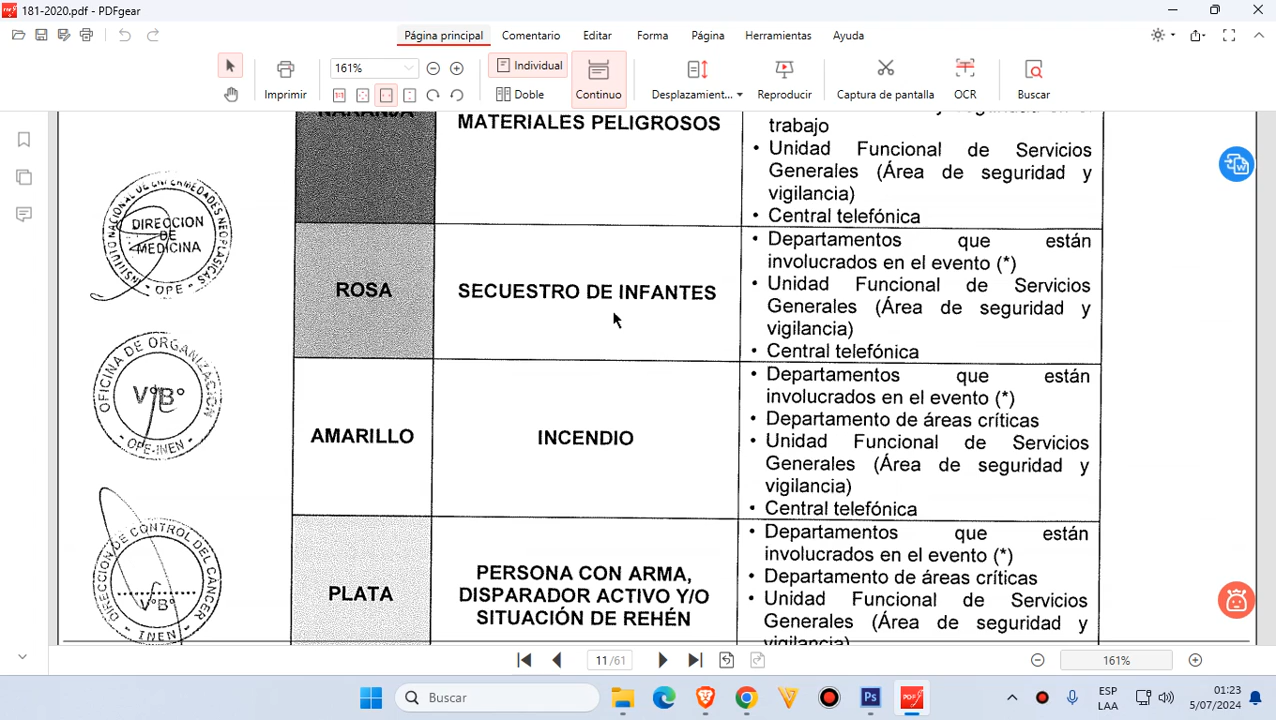 181-2020.pdf - PDFgear
Página principal
Comentario
Editar
Forma
Página
Herramientas
Ayuda
Imprimir
161%
Individual
Doble
Continuo
Desplazamient...
Reproducir
Captura de pantalla
OCR
Buscar
NARANJA
MATERIALES PELIGROSOS
trabajo
• Unidad Funcional de Servicios
Generales (Área de seguridad y
vigilancia)
• Central telefónica
ROSA
SECUESTRO DE INFANTES
• Departamentos que están
involucrados en el evento (*)
• Unidad Funcional de Servicios
Generales (Área de seguridad y
vigilancia)
• Central telefónica
AMARILLO
INCENDIO
• Departamentos que están
involucrados en el evento (*)
• Departamento de áreas críticas
• Unidad Funcional de Servicios
Generales (Área de seguridad y
vigilancia)
• Central telefónica
PLATA
PERSONA CON ARMA,
DISPARADOR ACTIVO Y/O
SITUACIÓN DE REHÉN
• Departamentos que están
involucrados en el evento (*)
• Departamento de áreas críticas
• Unidad Funcional de Servicios
Generales (Área de seguridad y
vigilancia)
INSTITUTO NACIONAL DE ENFERMEDADES NEOPLASICAS
DIRECCION
DE
MEDICINA
- OPE -
OFICINA DE ORGANIZACION
V°B°
- OPE-INEN -
DIRECCION DE CONTROL DEL CANCER
V°B°
INEN
11/61
161%
Buscar
ESP
LAA
01:23
5/07/2024